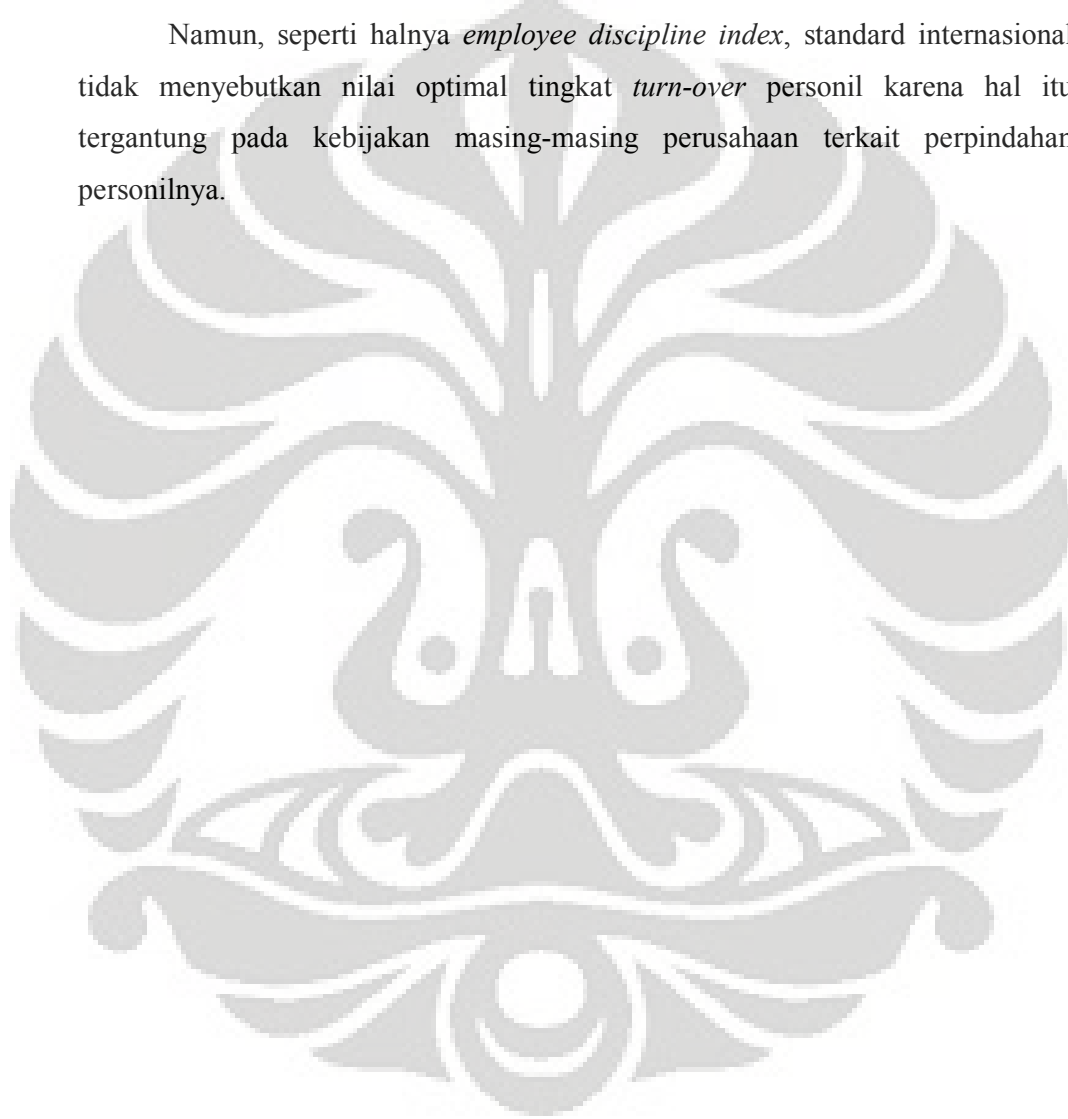 Namun, seperti halnya employee discipline index, standard internasional
tidak menyebutkan nilai optimal tingkat turn-over personil karena hal itu
tergantung pada kebijakan masing-masing perusahaan terkait perpindahan
personilnya.